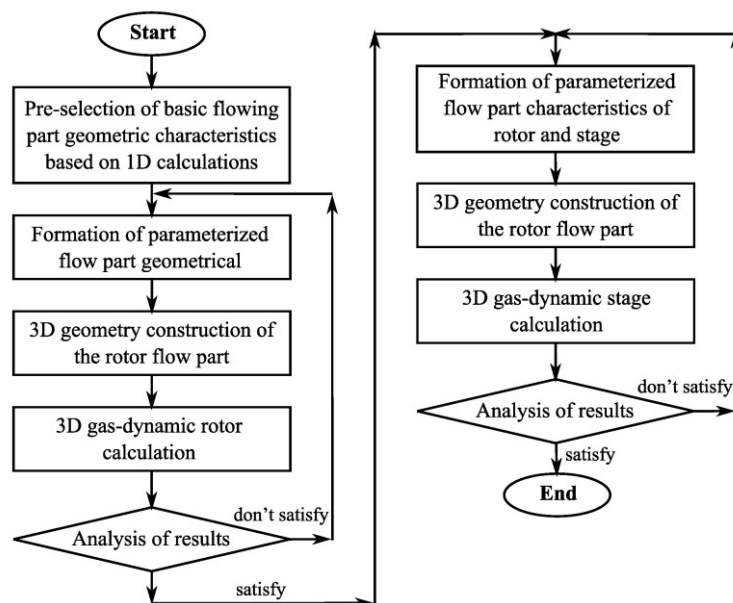 Start
Pre-selection of basic flowing
part geometric characteristics
based on 1D calculations
Formation of parameterized
flow part geometrical
3D geometry construction of
the rotor flow part
3D gas-dynamic rotor
calculation
don't satisfy
Analysis of results
satisfy
Formation of parameterized
flow part characteristics of
rotor and stage
3D geometry construction of
the rotor flow part
3D gas-dynamic stage
calculation
don't satisfy
Analysis of results
satisfy
End